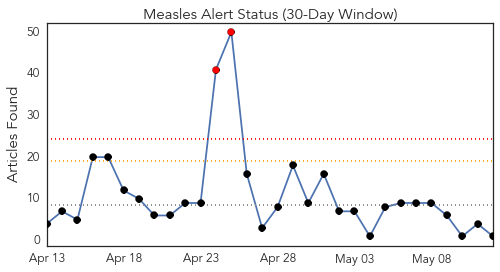 Measles Alert Status (30-Day Window)
Articles Found
50
40
30
20
10
0
Apr 13
Apr 18
Apr 23
Apr 28
May 03
May 08